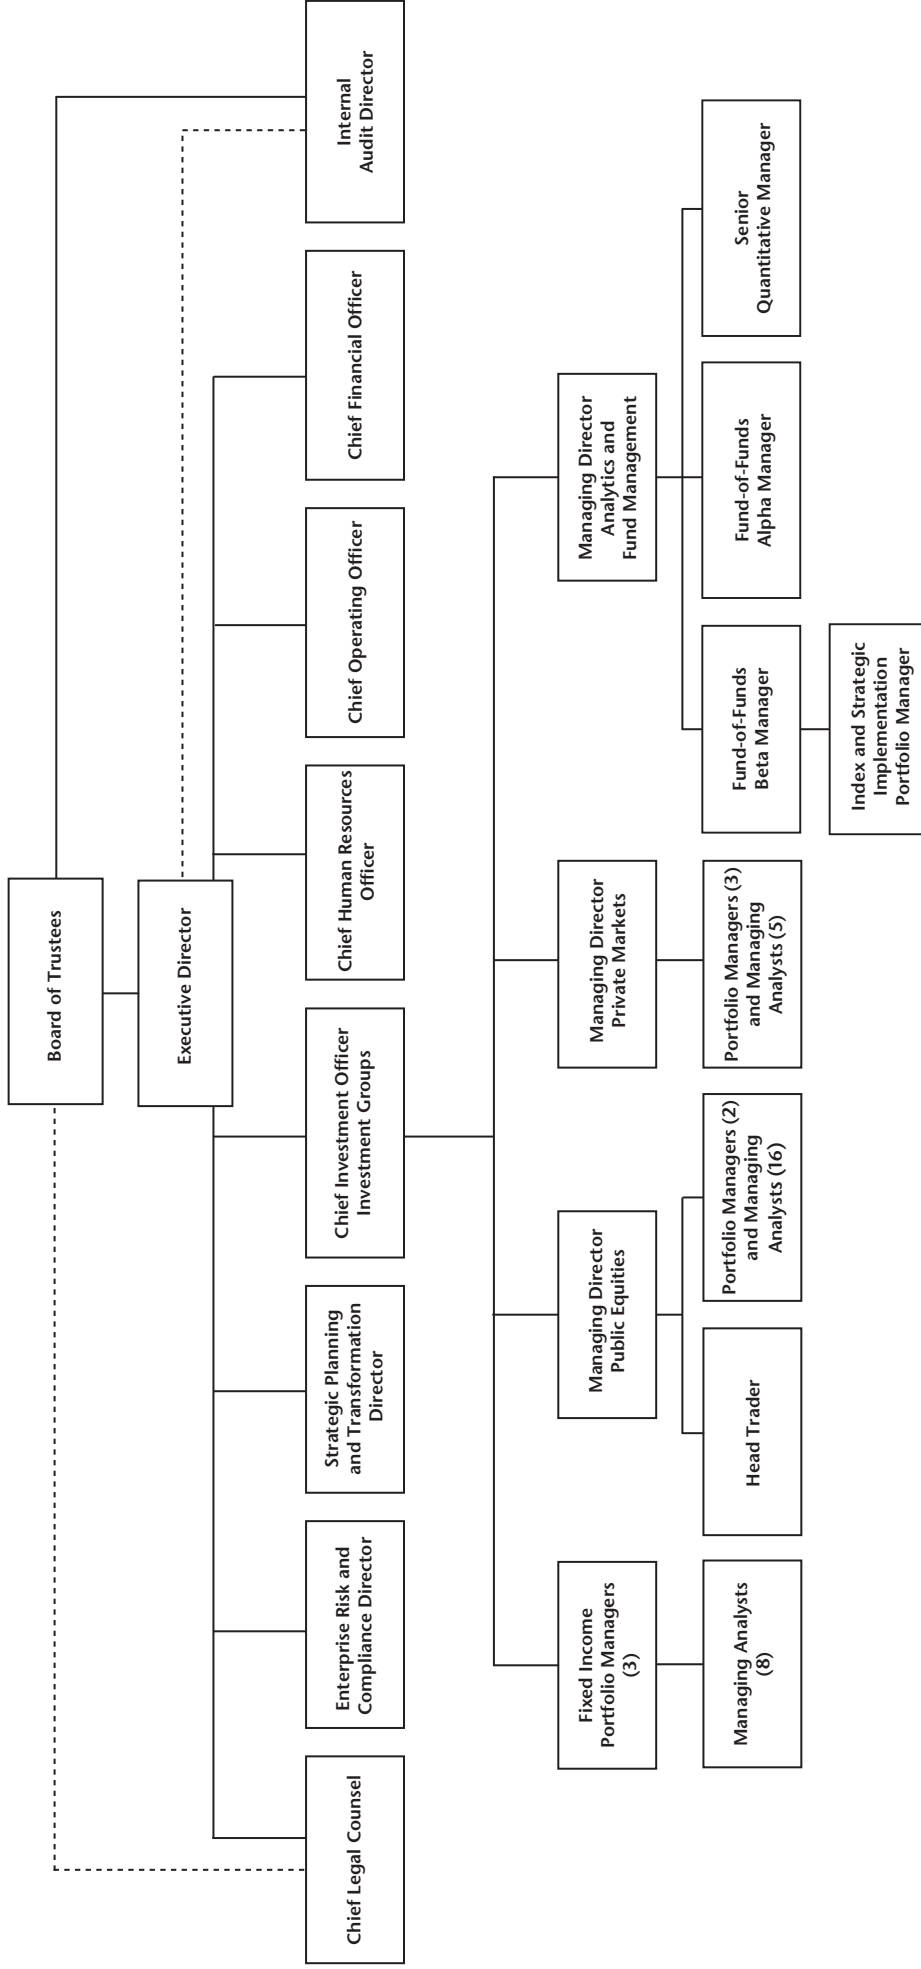 Board of Trustees
Executive Director
Chief Legal Counsel
Enterprise Risk and
Compliance Director
Strategic Planning
and Transformation
Director
Chief Investment Officer
Investment Groups
Chief Human Resources
Officer
Chief Operating Officer
Chief Financial Officer
Internal
Audit Director
Fixed Income
Portfolio Managers
(3)
Managing Director
Public Equities
Managing Director
Private Markets
Managing Director
Analytics and
Fund Management
Managing Analysts
(8)
Head Trader
Portfolio Managers (2)
and Managing
Analysts (16)
Portfolio Managers (3)
and Managing
Analysts (5)
Fund-of-Funds
Beta Manager
Fund-of-Funds
Alpha Manager
Senior
Quantitative Manager
Index and Strategic
Implementation
Portfolio Manager